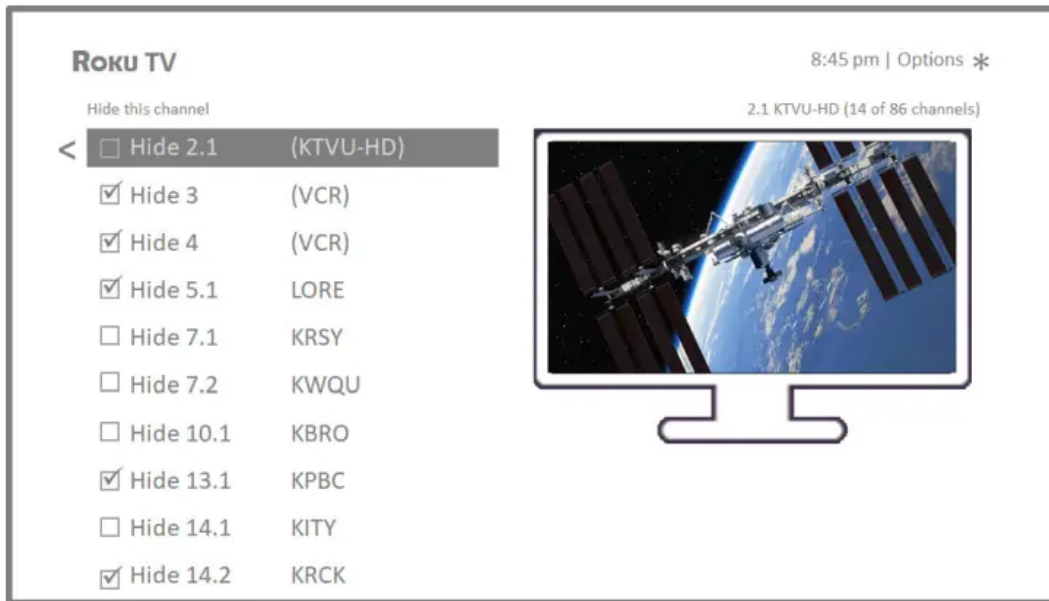 Roku TV
8:45 pm | Options *
Hide this channel
2.1 KTVU-HD (14 of 86 channels)
< ☐ Hide 2.1 (KTVU-HD)
☑ Hide 3 (VCR)
☑ Hide 4 (VCR)
☑ Hide 5.1 LORE
☐ Hide 7.1 KRSY
☐ Hide 7.2 KWQU
☐ Hide 10.1 KBRO
☑ Hide 13.1 KPBC
☐ Hide 14.1 KITY
☑ Hide 14.2 KRCK